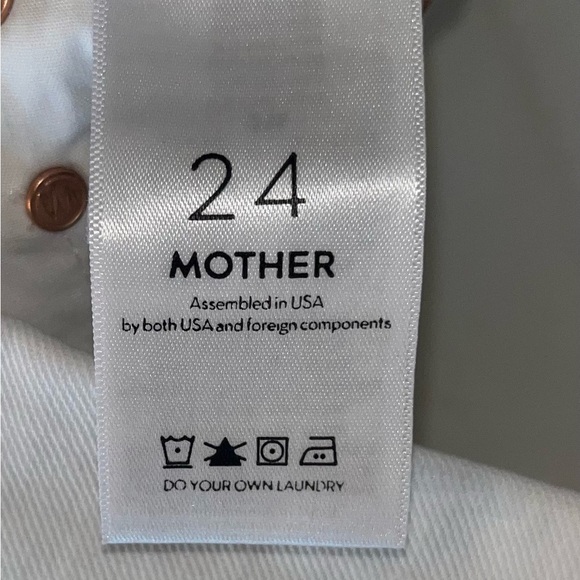 24
MOTHER
Assembled in USA
by both USA and foreign components
DO YOUR OWN LAUNDRY